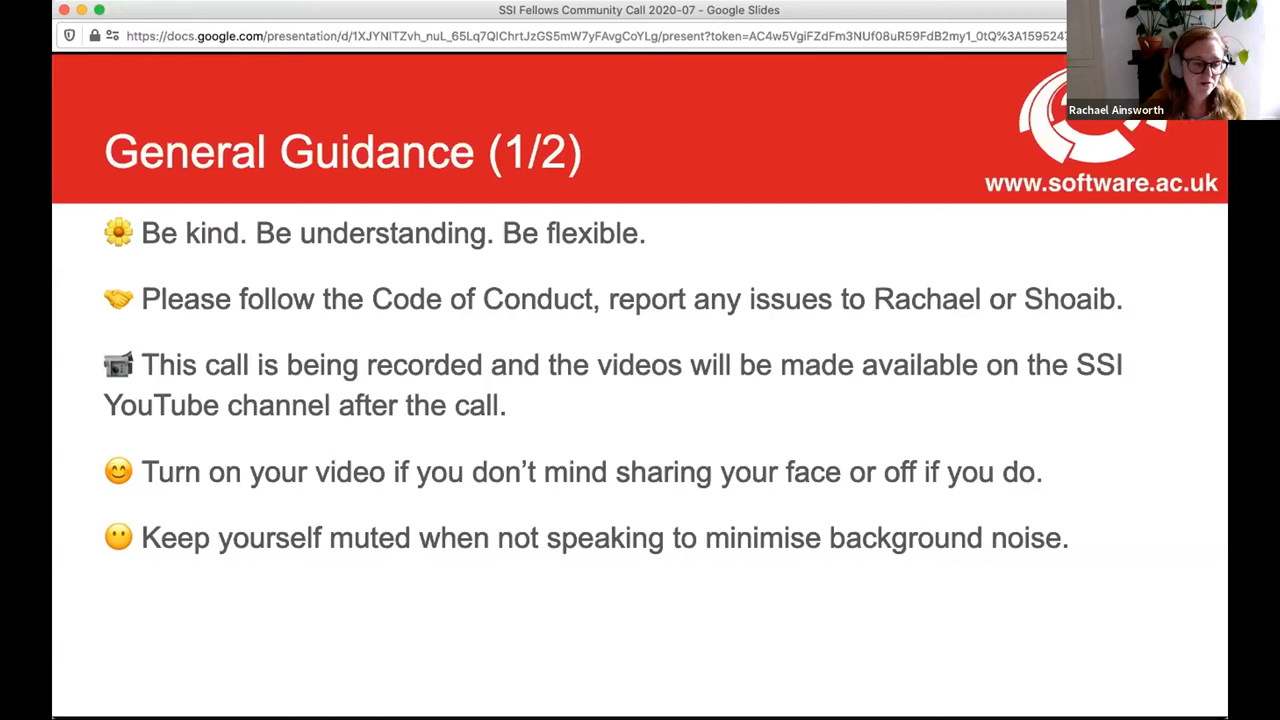 SSI Fellows Community Call 2020-07 - Google Slides
Rachael Ainsworth
General Guidance (1/2)
www.software.ac.uk
🌼 Be kind. Be understanding. Be flexible.
🤝 Please follow the Code of Conduct, report any issues to Rachael or Shoaib.
📹 This call is being recorded and the videos will be made available on the SSI
YouTube channel after the call.
😊 Turn on your video if you don’t mind sharing your face or off if you do.
😶 Keep yourself muted when not speaking to minimise background noise.